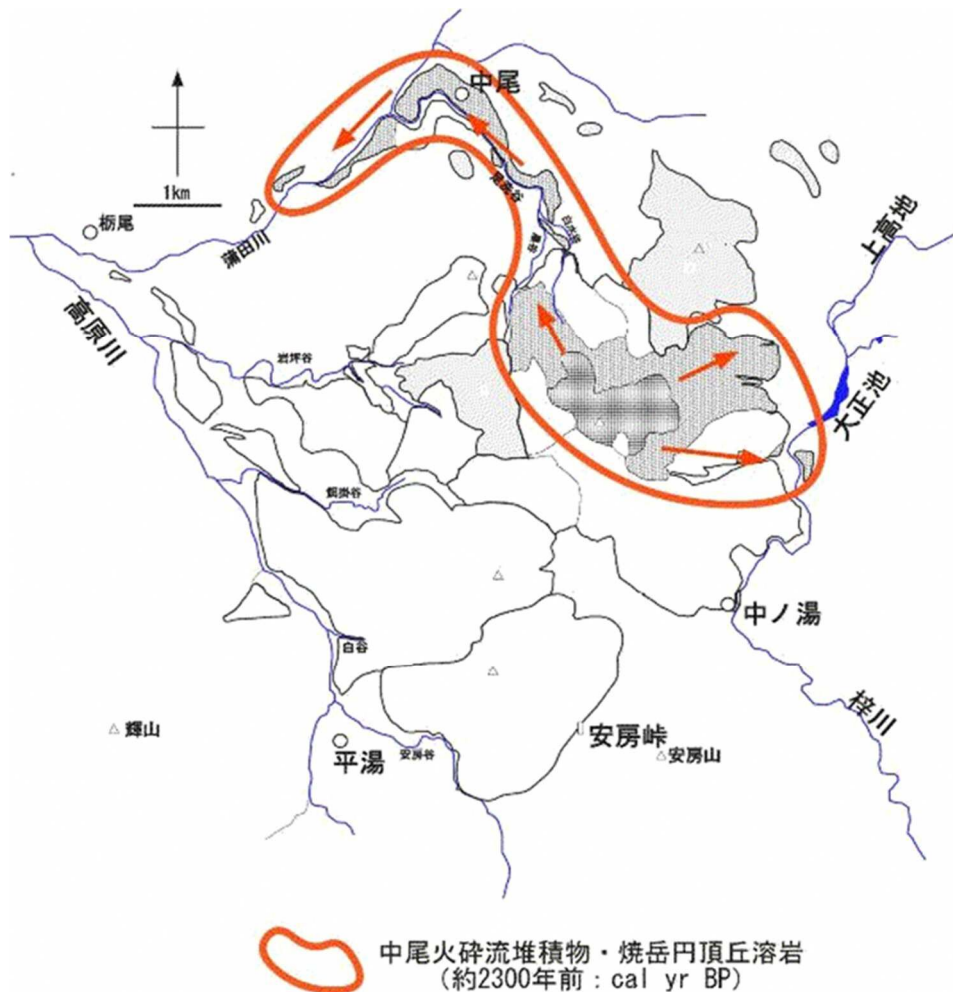 中尾
1km
栃尾
蒲田川
上高地
高原川
岩坪谷
大正池
中ノ湯
白谷
梓川
輝山
平湯
安房谷
安房峠
安房山
中尾火砕流堆積物・焼岳円頂丘溶岩
(約2300年前：cal yr BP)